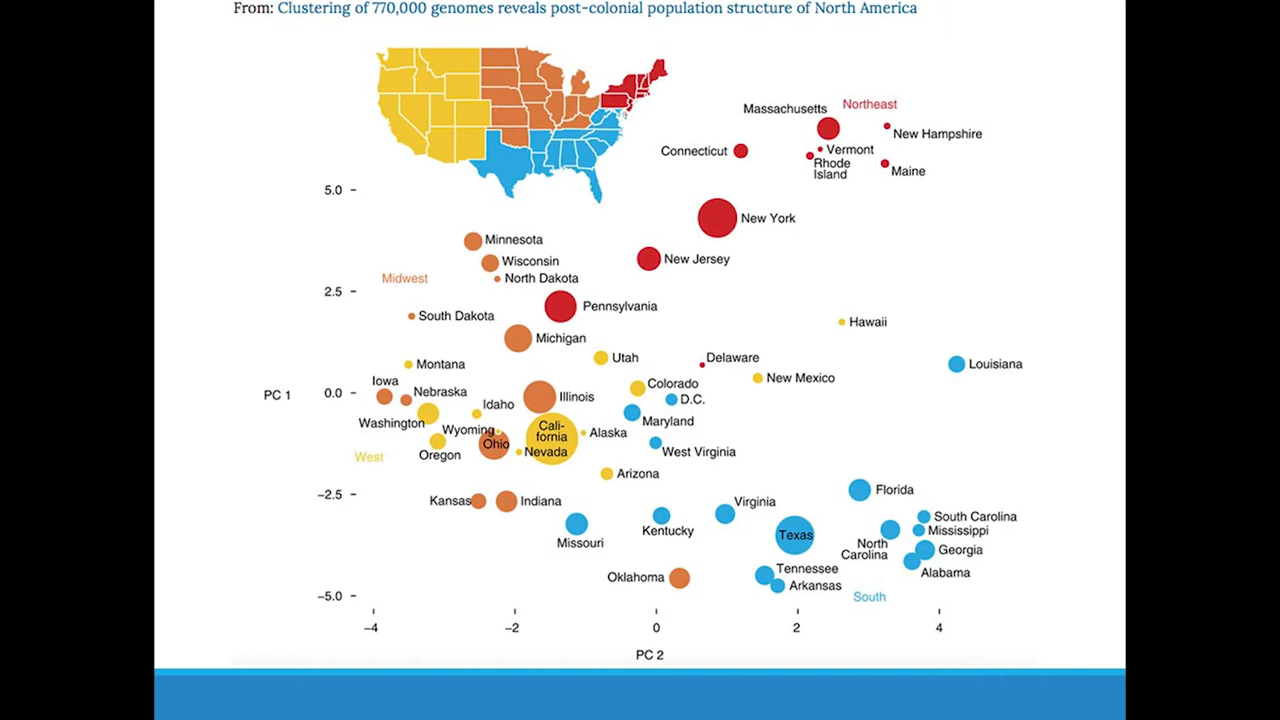 From: Clustering of 770,000 genomes reveals post-colonial population structure of North America
Massachusetts
Northeast
New Hampshire
Connecticut
Vermont
Rhode
Island
Maine
5.0
New York
Minnesota
Wisconsin
New Jersey
Midwest
North Dakota
2.5
Pennsylvania
South Dakota
Hawaii
Michigan
Utah
Delaware
Montana
Louisiana
New Mexico
Iowa
Colorado
PC 1
0.0
Nebraska
Illinois
D.C.
Idaho
Washington
Maryland
Wyoming
Cali-
fornia
Alaska
Ohio
Nevada
West Virginia
Oregon
West
Arizona
−2.5
Florida
Kansas
Indiana
Virginia
South Carolina
Missouri
Kentucky
Texas
Mississippi
North
Carolina
Georgia
Oklahoma
Tennessee
Alabama
Arkansas
−5.0
South
−4
−2
0
2
4
PC 2